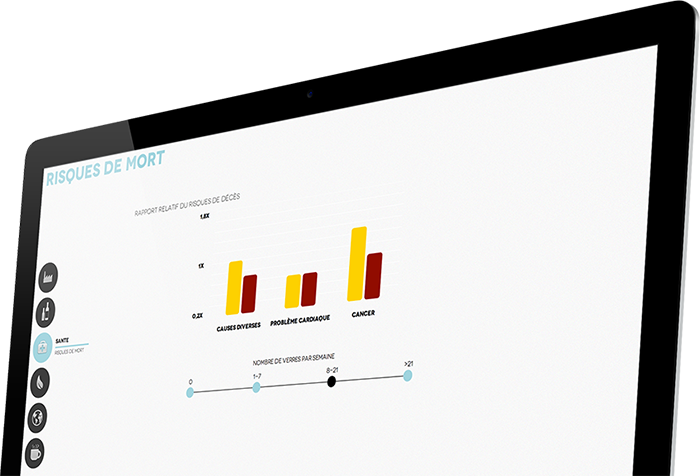 RISQUES DE MORT
RAPPORT RELATIF DU RISQUES DE DÉCÈS
1,8X
1X
0,2X
CAUSES DIVERSES
PROBLÈME CARDIAQUE
CANCER
SANTE
RISQUES DE MORT
NOMBRE DE VERRES PAR SEMAINE
0
1-7
8-21
>21